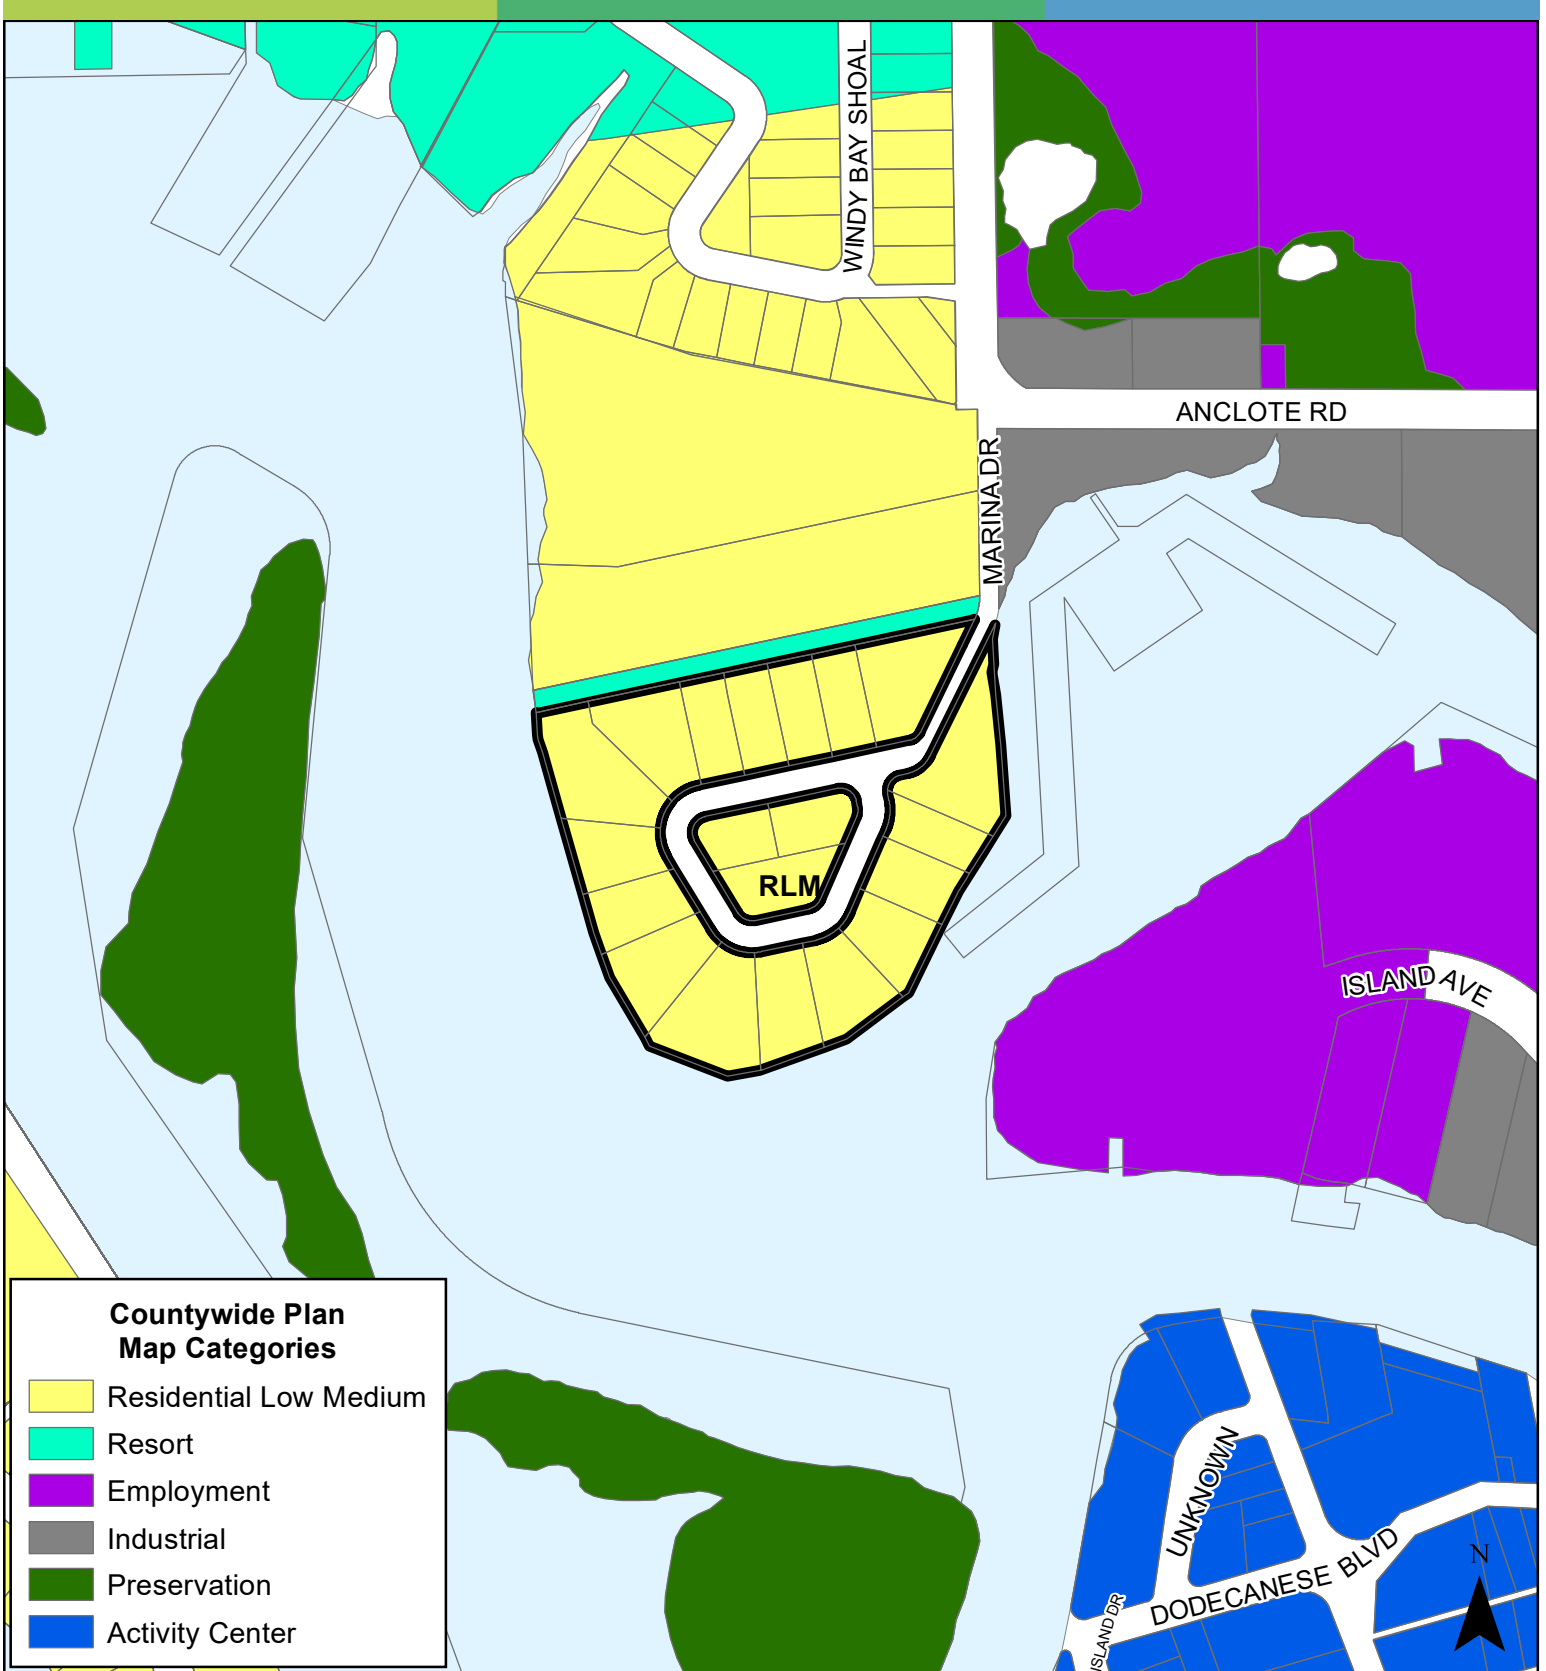 WINDY BAY SHOAL
ANCLOTE RD
MARINA DR
RLM
ISLAND AVE
Countywide Plan
Map Categories
Residential Low Medium
Resort
Employment
Industrial
Preservation
Activity Center
UNKNOWN
DODECANESE BLVD
ISLAND DR
N